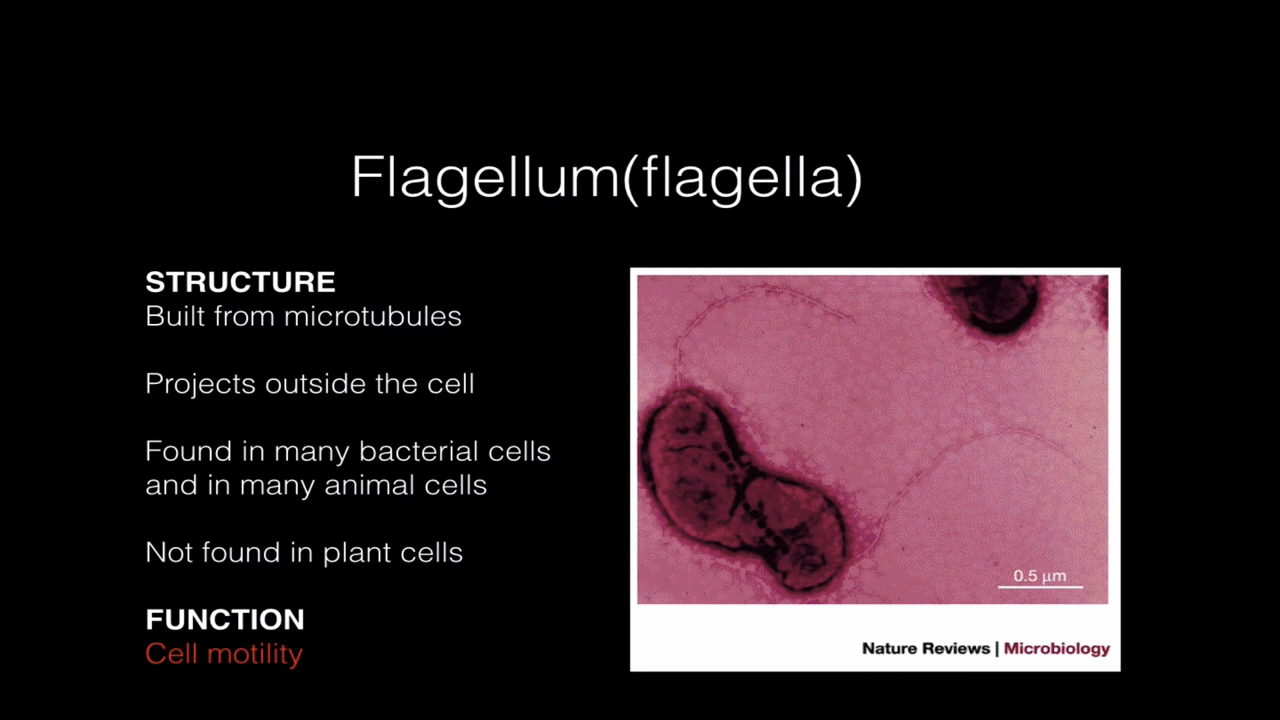 Flagellum(flagella)
STRUCTURE
Built from microtubules
Projects outside the cell
Found in many bacterial cells
and in many animal cells
Not found in plant cells
FUNCTION
Cell motility
0.5 μm
Nature Reviews | Microbiology